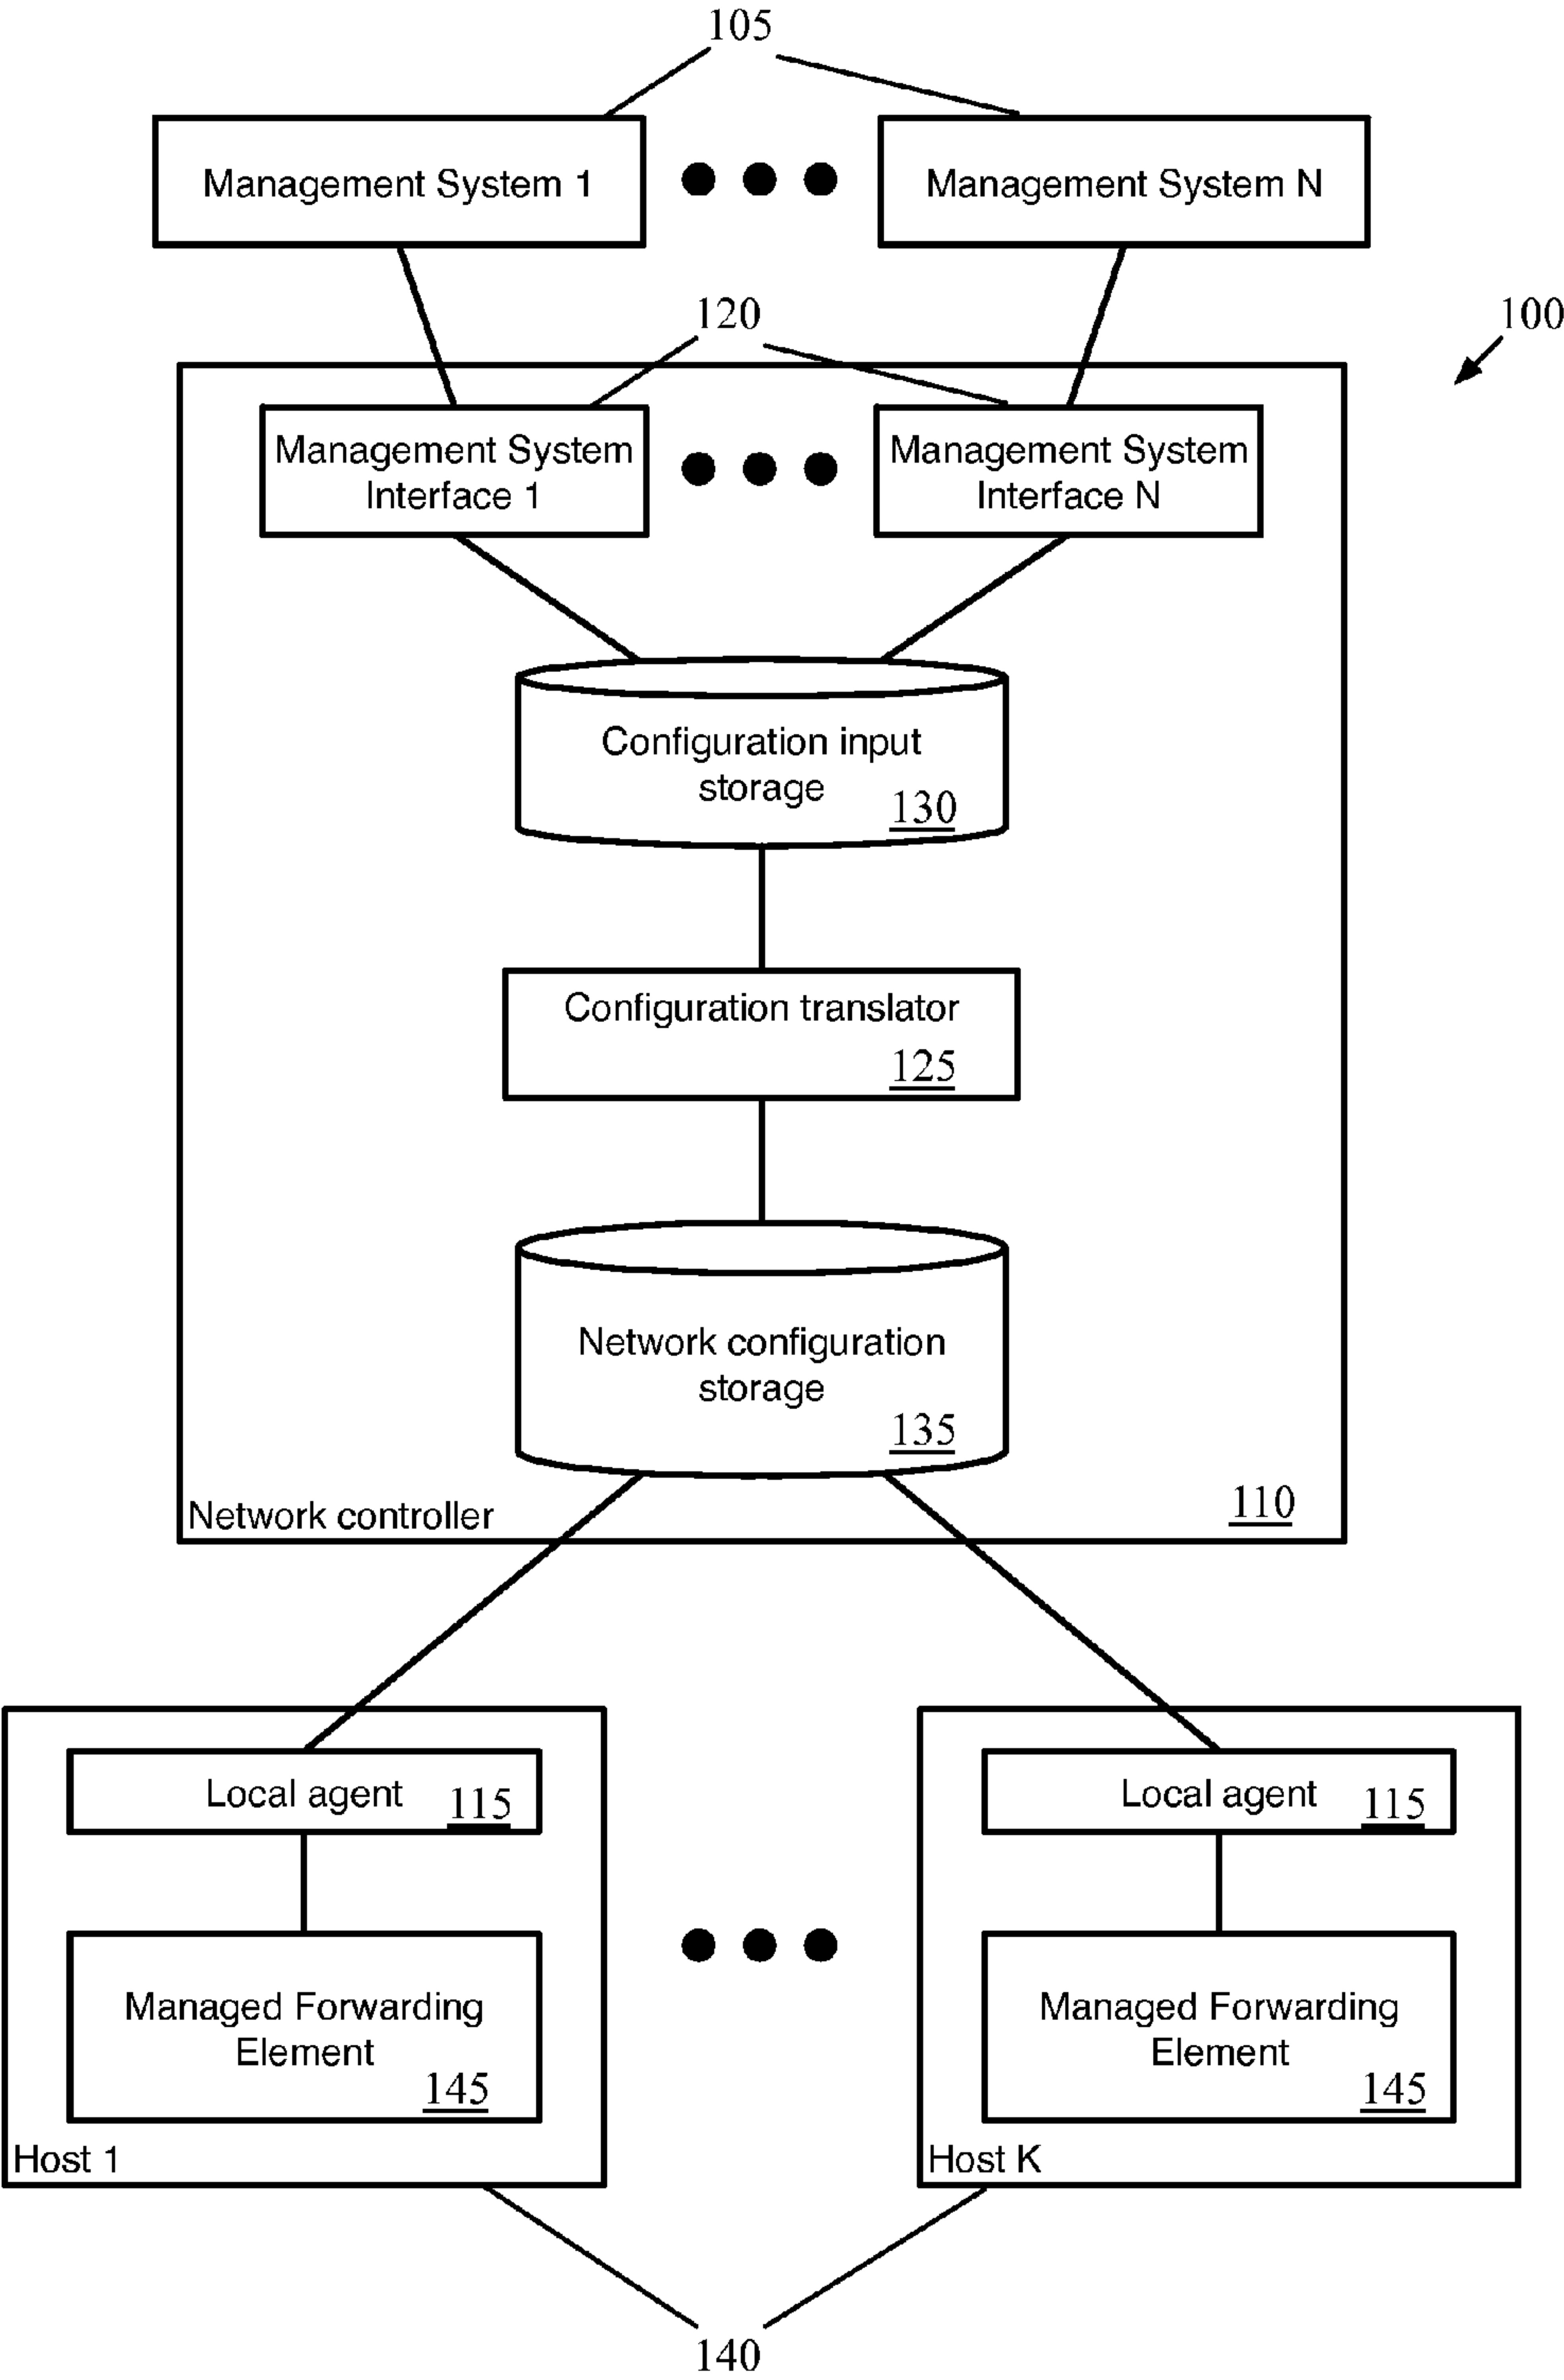 105
Management System 1
Management System N
120
100
Management System
Interface 1
Management System
Interface N
Configuration input
storage
130
Configuration translator
125
Network configuration
storage
135
Network controller
110
Local agent
115
Local agent
115
Managed Forwarding
Element
145
Managed Forwarding
Element
145
Host 1
Host K
140